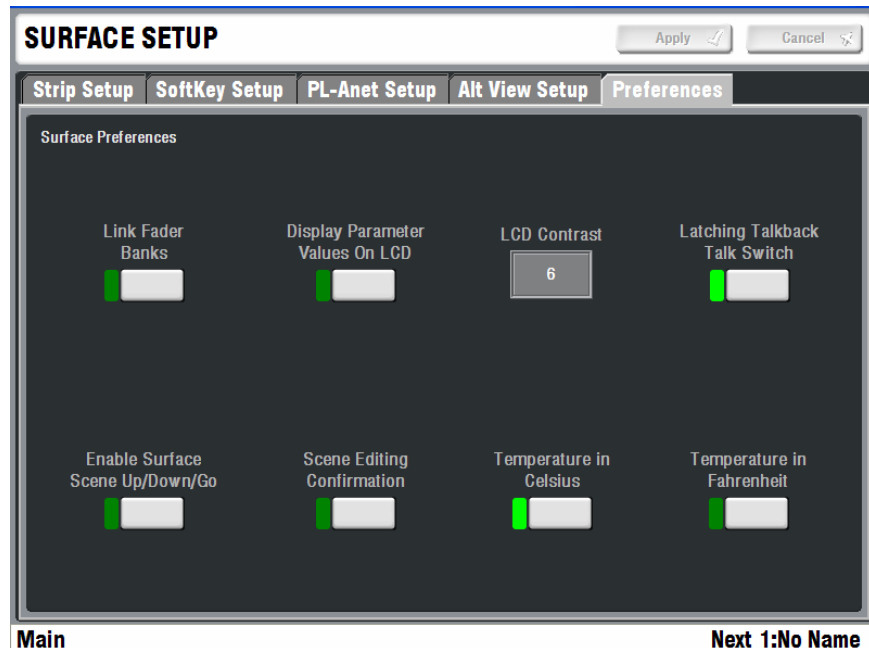 SURFACE SETUP
Apply
Cancel
Strip Setup
SoftKey Setup
PL-Anet Setup
Alt View Setup
Preferences
Surface Preferences
Link Fader
Banks
Display Parameter
Values On LCD
LCD Contrast
6
Latching Talkback
Talk Switch
Enable Surface
Scene Up/Down/Go
Scene Editing
Confirmation
Temperature in
Celsius
Temperature in
Fahrenheit
Main
Next 1:No Name